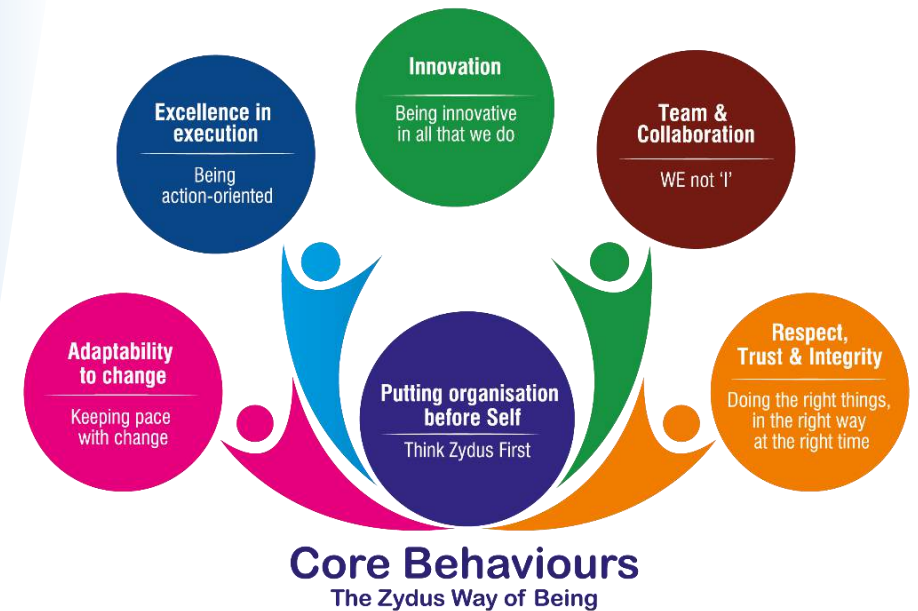 Innovation
Being innovative
in all that we do
Excellence in
execution
Being
action-oriented
Team &
Collaboration
WE not 'I'
Adaptability
to change
Keeping pace
with change
Putting organisation
before Self
Think Zydus First
Respect,
Trust & Integrity
Doing the right things,
in the right way
at the right time
Core Behaviours
The Zydus Way of Being